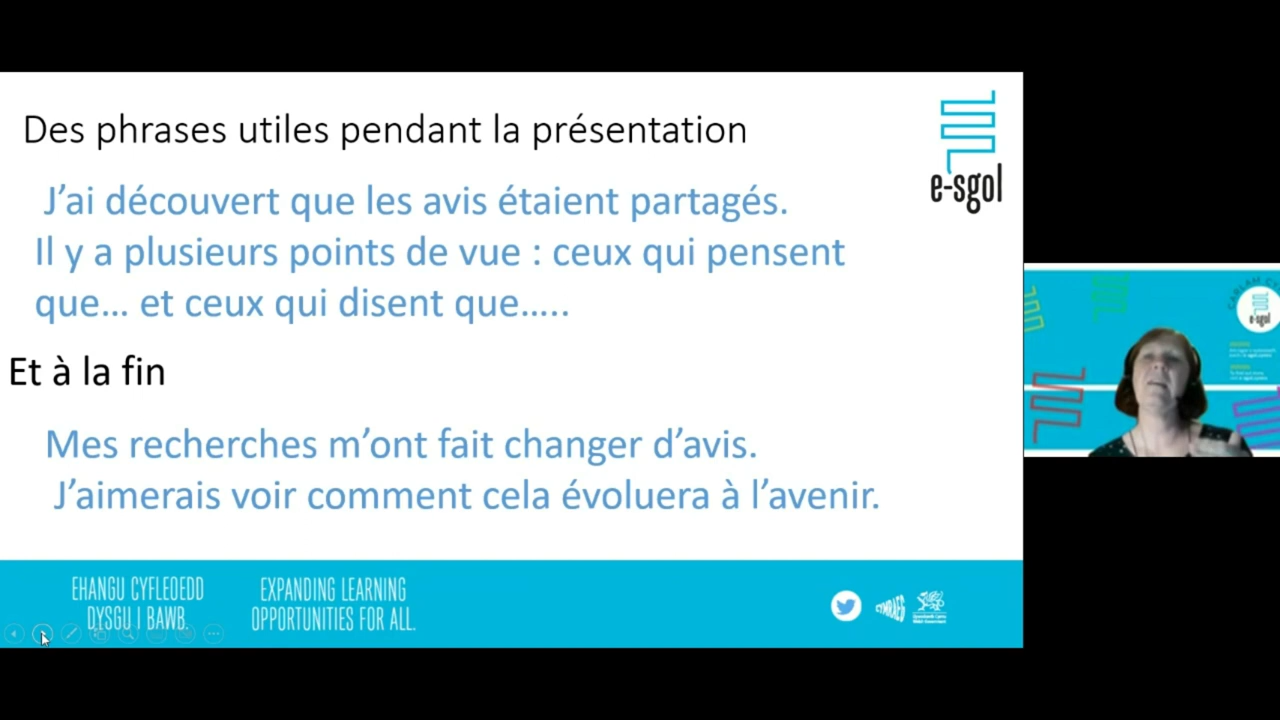 Des phrases utiles pendant la présentation
J’ai découvert que les avis étaient partagés.
Il y a plusieurs points de vue : ceux qui pensent
que... et ceux qui disent que.....
Et à la fin
Mes recherches m’ont fait changer d’avis.
J’aimerais voir comment cela évoluera à l’avenir.
e-sgol
EHANGU CYFLEOEDD
DYSGU I BAWB.
EXPANDING LEARNING
OPPORTUNITIES FOR ALL.
CYMRAEG
e-sgol